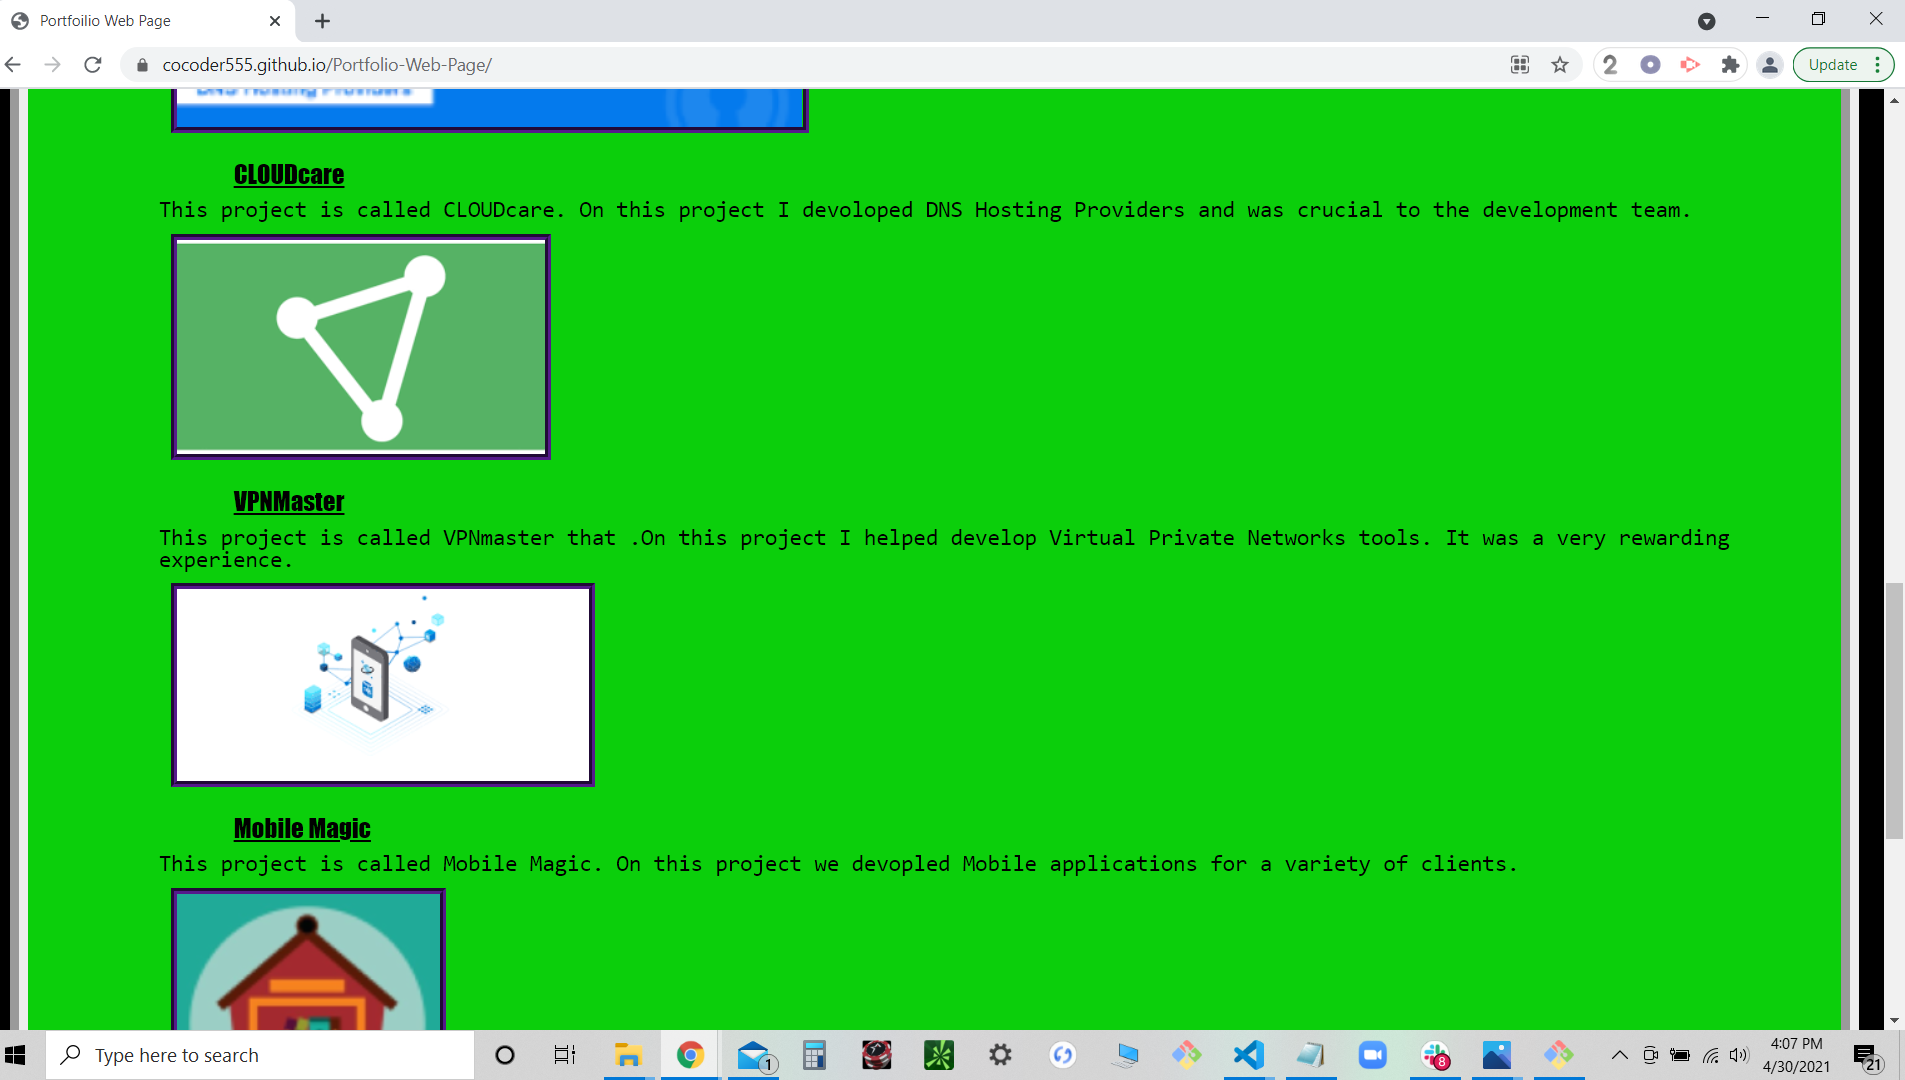 Portfoilio Web Page
cocoder555.github.io/Portfolio-Web-Page/
2
Update
DNS Hosting Providers
CLOUDcare
This project is called CLOUDcare. On this project I devoloped DNS Hosting Providers and was crucial to the development team.
VPNMaster
This project is called VPNmaster that .On this project I helped develop Virtual Private Networks tools. It was a very rewarding
experience.
Mobile Magic
This project is called Mobile Magic. On this project we devopled Mobile applications for a variety of clients.
Type here to search
1
8
4:07 PM
4/30/2021
21